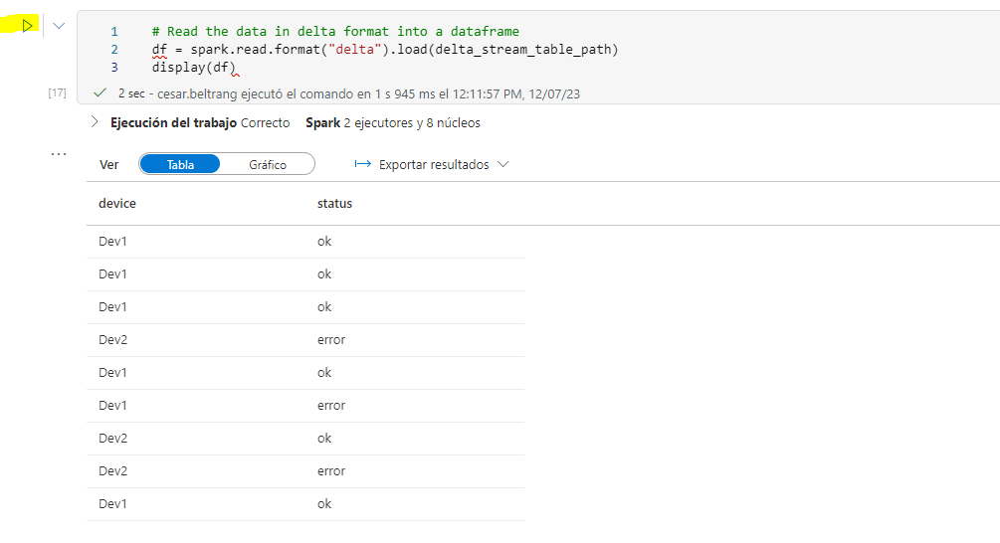 1 # Read the data in delta format into a dataframe
2 df = spark.read.format("delta").load(delta_stream_table_path)
3 display(df)
[17] 2 sec - cesar.beltrang ejecutó el comando en 1 s 945 ms el 12:11:57 PM, 12/07/23
Ejecución del trabajo Correcto Spark 2 ejecutores y 8 núcleos
Ver Tabla Gráfico Exportar resultados
device status
Dev1 ok
Dev1 ok
Dev1 ok
Dev2 error
Dev1 ok
Dev1 error
Dev2 ok
Dev2 error
Dev1 ok